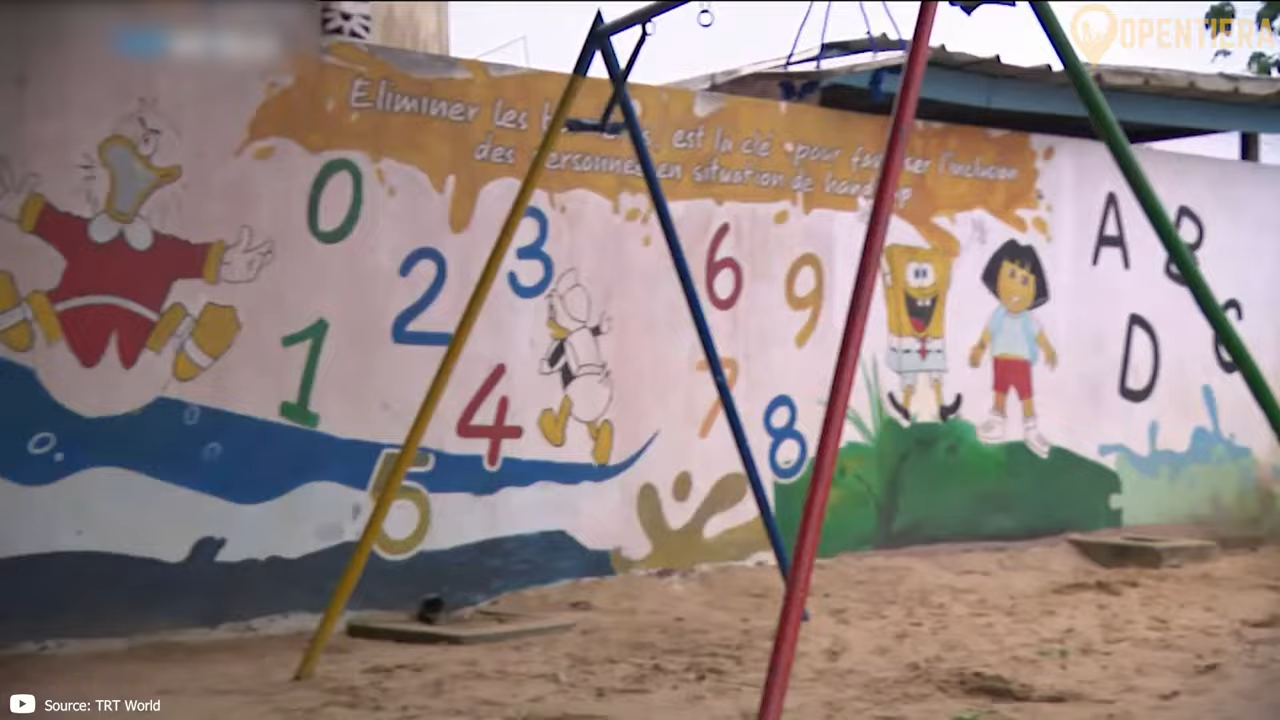 OPENTIERA
Eliminer les est la clé pour l'inclusion
des personnes en situation de
0
3
2
6
9
1
4
7
8
5
A B
D C
Source: TRT World